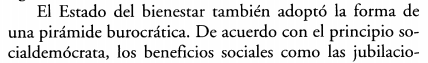 El Estado del bienestar también adoptó la forma de
una pirámide burocrática. De acuerdo con el principio so-
cialdemócrata, los beneficios sociales como las jubilacio-